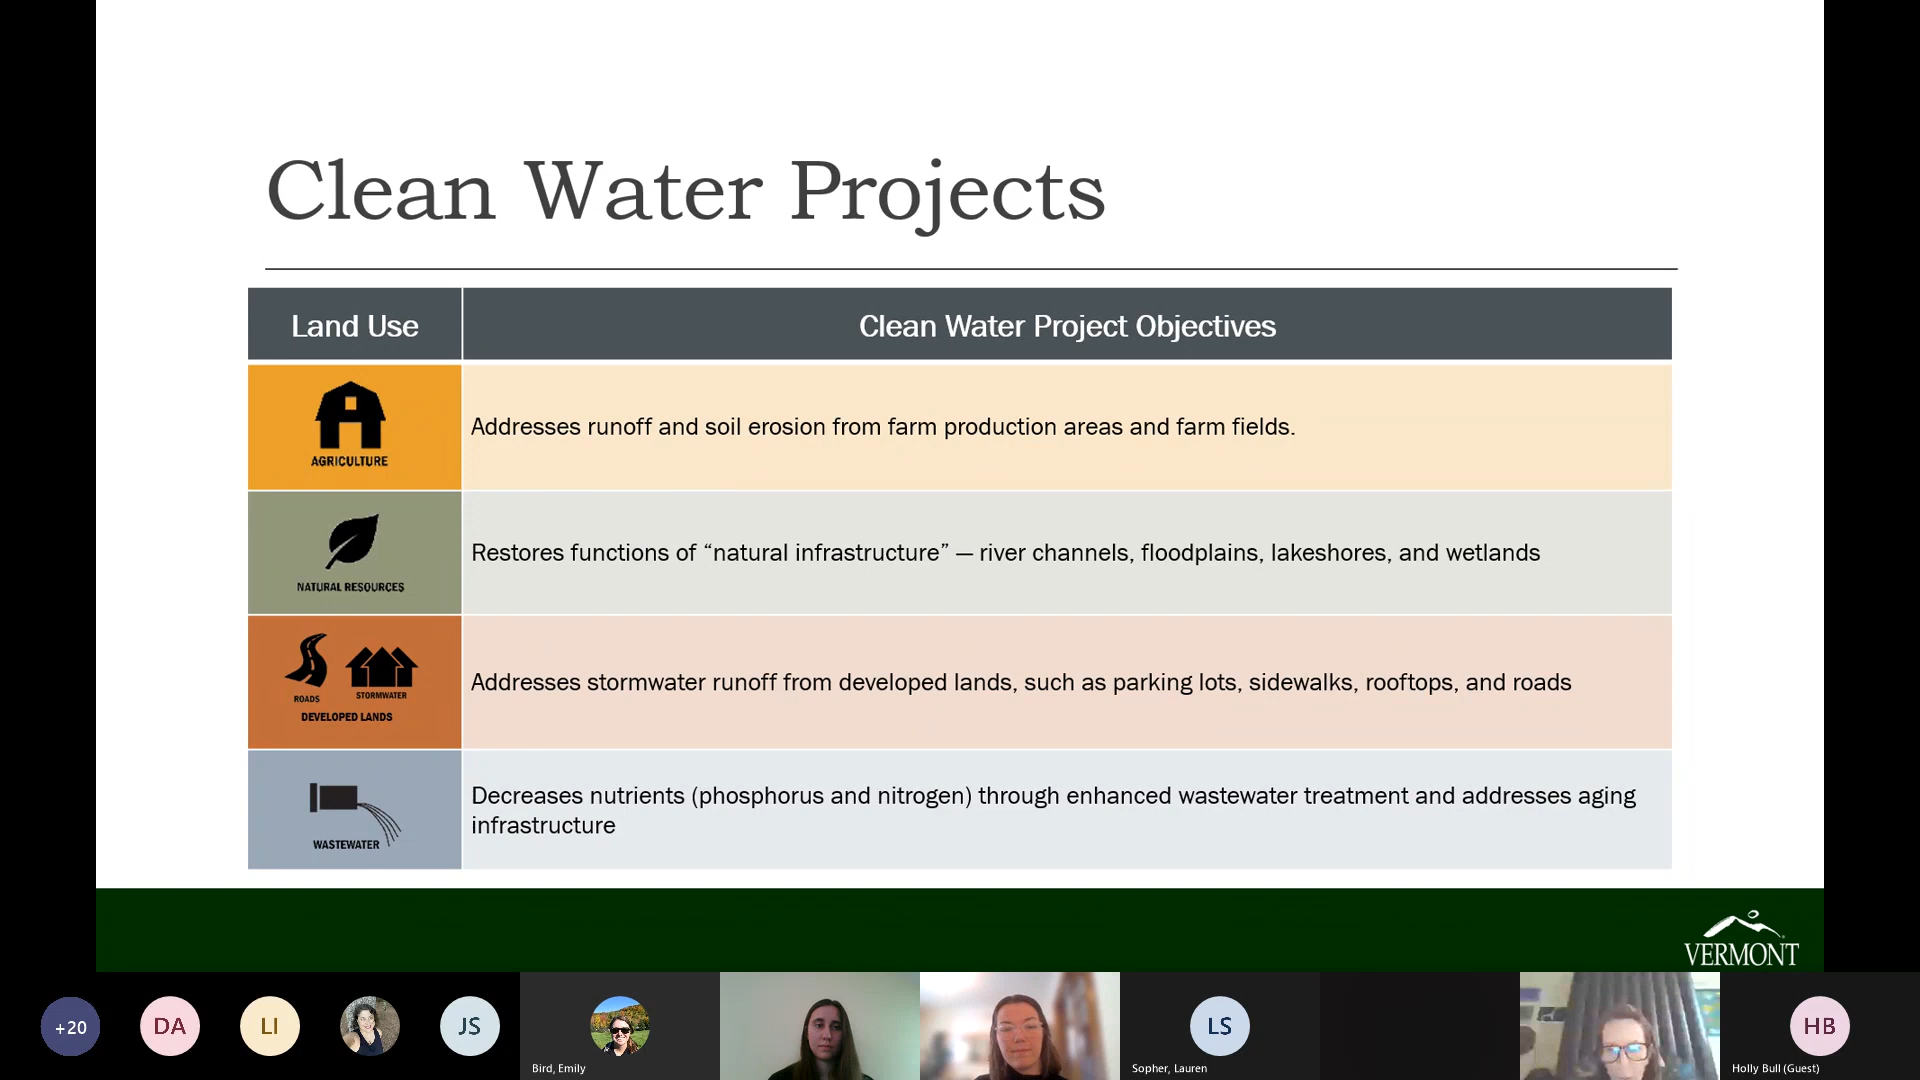 Clean Water Projects
Land Use
Clean Water Project Objectives
AGRICULTURE
Addresses runoff and soil erosion from farm production areas and farm fields.
NATURAL RESOURCES
Restores functions of “natural infrastructure” — river channels, floodplains, lakeshores, and wetlands
ROADS
STORMWATER
DEVELOPED LANDS
Addresses stormwater runoff from developed lands, such as parking lots, sidewalks, rooftops, and roads
WASTEWATER
Decreases nutrients (phosphorus and nitrogen) through enhanced wastewater treatment and addresses aging
infrastructure
VERMONT
+20
DA
LI
JS
Bird, Emily
LS
Sopher, Lauren
HB
Holly Bull (Guest)